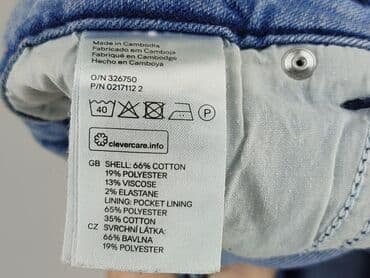 Made in Cambodia
Fabricado em Camboja
Fabriqué en Cambodge
Hecho en Camboya
O/N 326750
P/N 0217112 2
40 P
clevercare.info
GB SHELL: 66% COTTON
19% POLYESTER
13% VISCOSE
2% ELASTANE
LINING: POCKET LINING
65% POLYESTER
35% COTTON
CZ SVRCHNÍ LÁTKA:
66% BAVLNA
19% POLYESTER